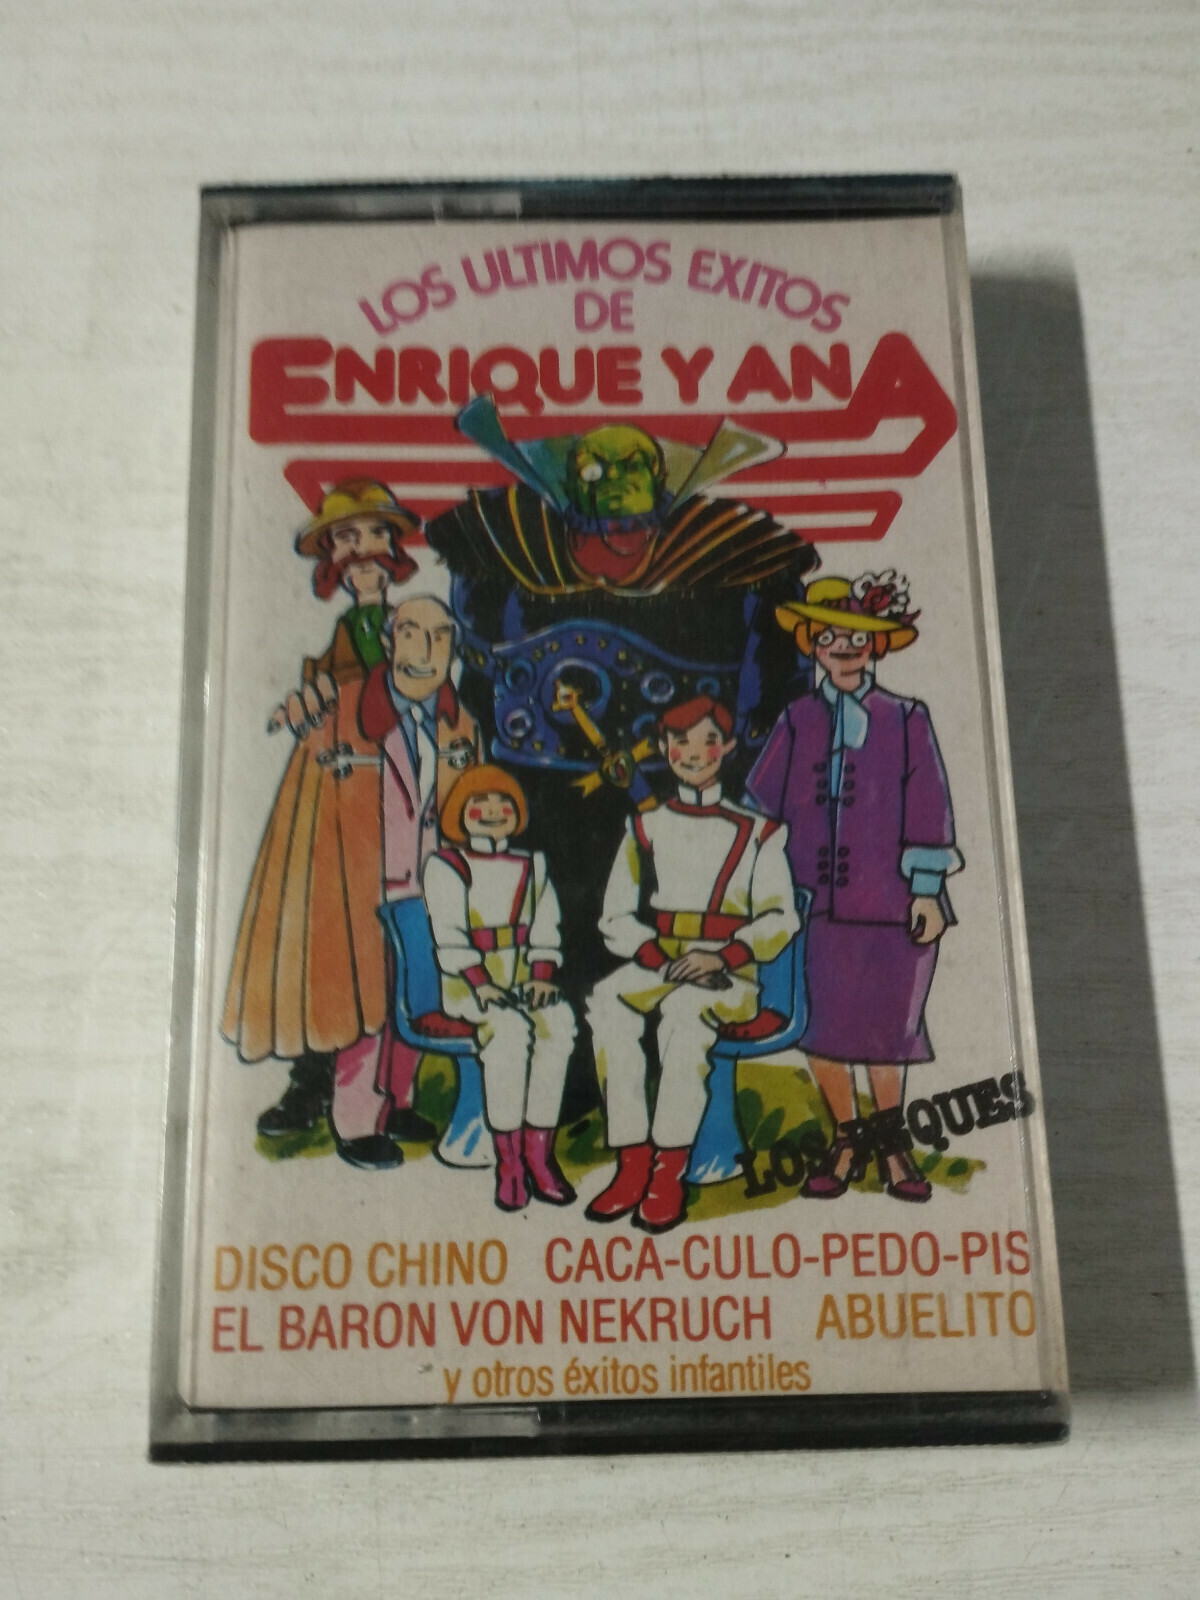 LOS ULTIMOS EXITOS
DE
ENRIQUE Y ANA
LOS PEQUES
DISCO CHINO CACA-CULO-PEDO-PIS
EL BARON VON NEKRUCH ABUELITO
y otros éxitos infantiles